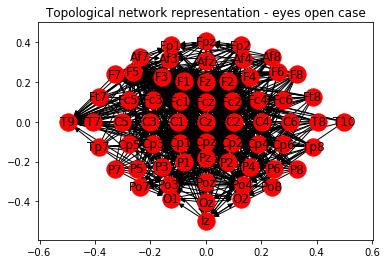 Topological network representation - eyes open case
0.4
0.2
0.0
−0.2
−0.4
Fp1 Fpz Fp2
Af7 Af3 Afz Af4 Af8
F7 F5 F3 F1 Fz F2 F4 F6 F8
Ft7 Fc5 Fc3 Fc1 Fcz Fc2 Fc4 Fc6 Ft8
T9 T7 C5 C3 C1 Cz C2 C4 C6 T8 T10
Tp7 Cp5 Cp3 Cp1 Cpz Cp2 Cp4 Cp6 Tp8
P7 P5 P3 P1 Pz P2 P4 P6 P8
Po7 Po3 Poz Po4 Po8
O1 Oz O2
Iz
−0.6 −0.4 −0.2 0.0 0.2 0.4 0.6